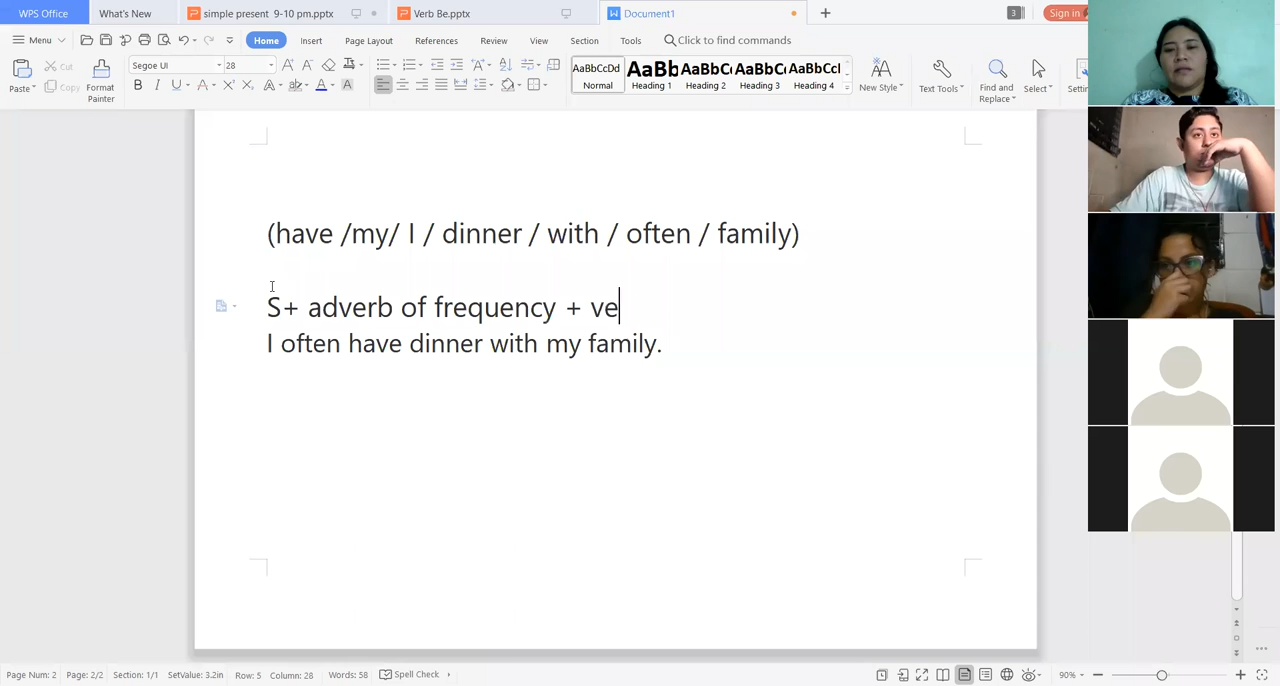 WPS Office What's New simple present 9-10 pm.pptx Verb Be.pptx Document1 + 3 Sign in
Menu Home Insert Page Layout References Review View Section Tools Click to find commands
Paste Cut Copy Format Painter Segoe UI 28 B I U A A AaBbCcDd Normal AaBb Heading 1 AaBbC Heading 2 AaBbC Heading 3 AaBbCcI Heading 4 New Style Text Tools Find and Replace Select
(have /my/ I / dinner / with / often / family)
S+ adverb of frequency + ve
I often have dinner with my family.
Page Num: 2 Page: 2/2 Section: 1/1 SetValue: 3.2in Row: 5 Column: 28 Words: 58 Spell Check 90%